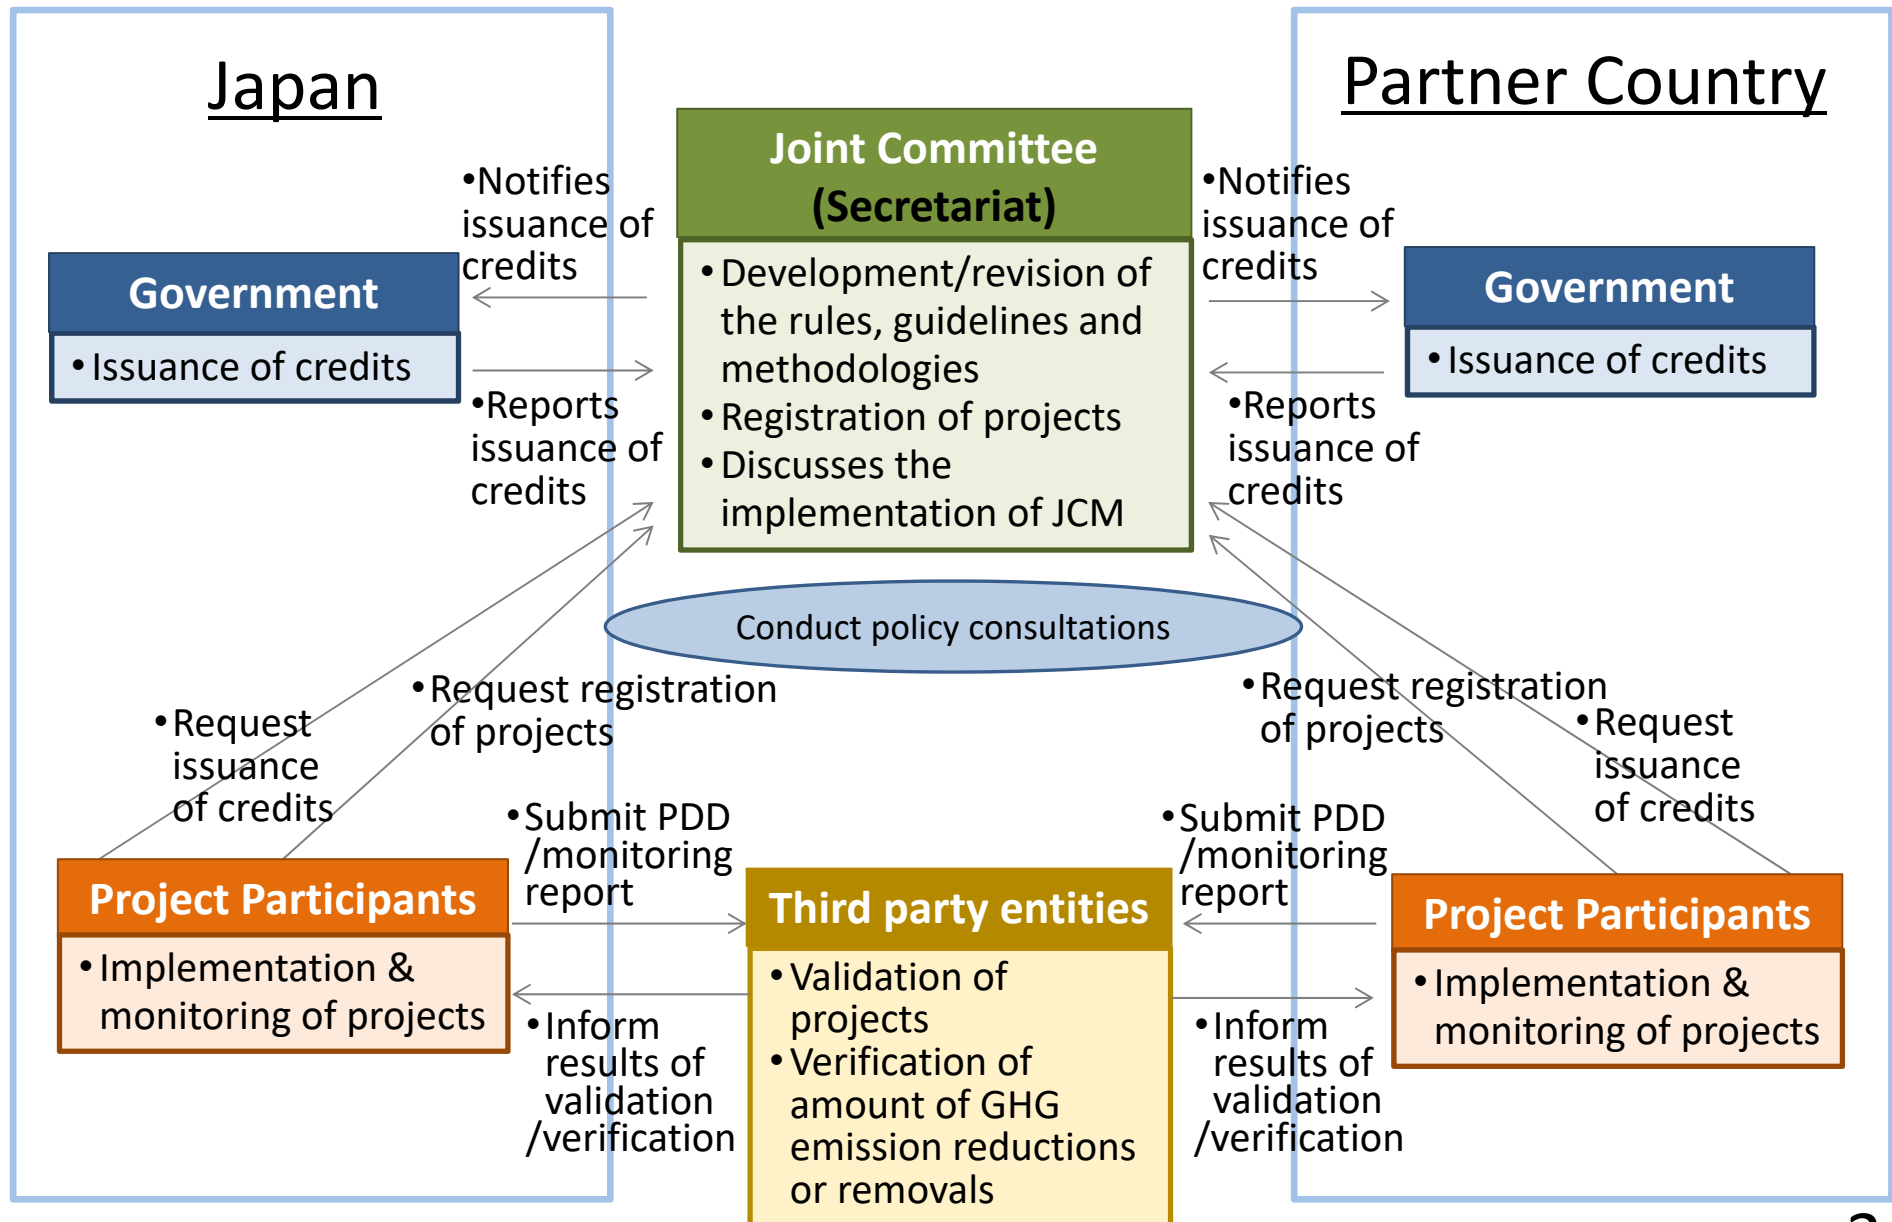 Japan
Partner Country
Joint Committee
(Secretariat)
• Development/revision of
the rules, guidelines and
methodologies
• Registration of projects
• Discusses the
implementation of JCM
•Notifies
issuance of
credits
•Notifies
issuance of
credits
Government
• Issuance of credits
Government
• Issuance of credits
•Reports
issuance of
credits
•Reports
issuance of
credits
Conduct policy consultations
•Request
issuance
of credits
•Request registration
of projects
•Request registration
of projects
•Request
issuance
of credits
•Submit PDD
/monitoring
report
•Submit PDD
/monitoring
report
Project Participants
• Implementation &
monitoring of projects
Third party entities
• Validation of
projects
• Verification of
amount of GHG
emission reductions
or removals
Project Participants
• Implementation &
monitoring of projects
•Inform
results of
validation
/verification
•Inform
results of
validation
/verification